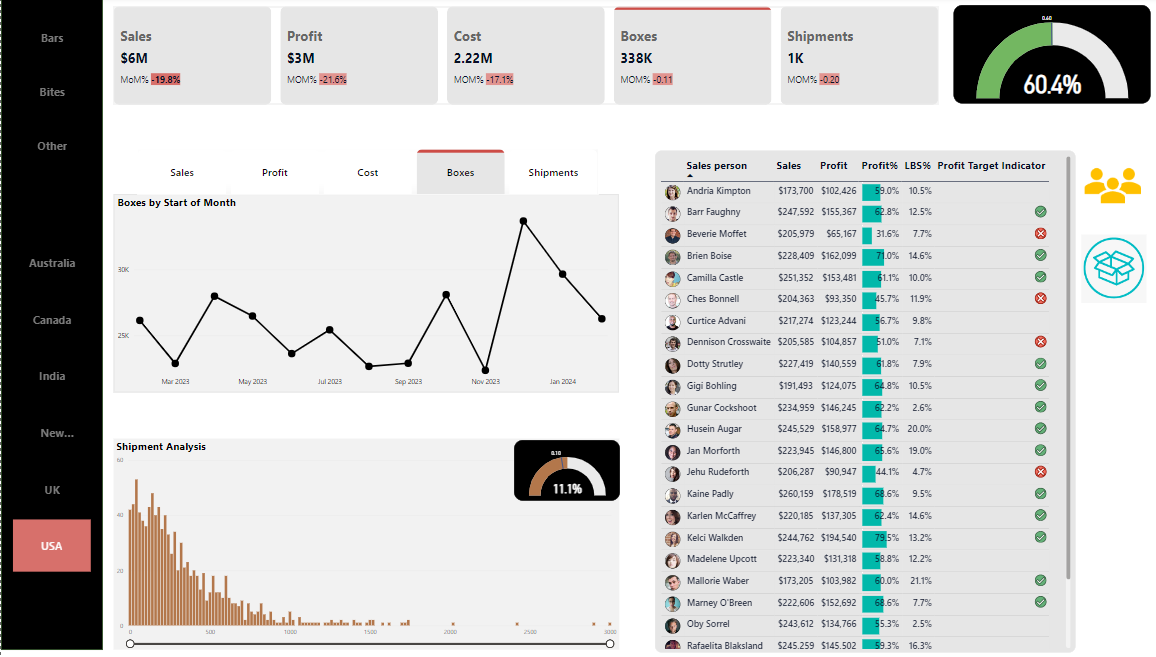 Bars
Bites
Other
Australia
Canada
India
New...
UK
USA
Sales
$6M
MoM% -19.8%
Profit
$3M
MOM% -21.6%
Cost
2.22M
MOM% -17.1%
Boxes
338K
MOM% -0.11
Shipments
1K
MOM% -0.20
0.60
60.4%
Sales Profit Cost Boxes Shipments
Boxes by Start of Month
30K
25K
Mar 2023 May 2023 Jul 2023 Sep 2023 Nov 2023 Jan 2024
Shipment Analysis
0.10
11.1%
60
40
20
0
0 500 1000 1500 2000 2500 3000
Sales person Sales Profit Profit% LBS% Profit Target Indicator
Andria Kimpton $173,700 $102,426 59.0% 10.5%
Barr Faughny $247,592 $155,367 62.8% 12.5%
Beverie Moffet $205,979 $65,167 31.6% 7.7%
Brien Boise $228,409 $162,099 71.0% 14.6%
Camilla Castle $251,352 $153,481 61.1% 10.0%
Ches Bonnell $204,363 $93,350 45.7% 11.9%
Curtice Advani $217,274 $123,244 56.7% 9.8%
Dennison Crosswaite $205,585 $104,857 51.0% 7.1%
Dotty Strutley $227,419 $140,559 61.8% 7.9%
Gigi Bohling $191,493 $124,075 64.8% 10.5%
Gunar Cockshoot $234,959 $146,245 62.2% 2.6%
Husein Augar $245,529 $158,977 64.7% 20.0%
Jan Morforth $223,945 $146,800 65.6% 19.0%
Jehu Rudeforth $206,287 $90,947 44.1% 4.7%
Kaine Padly $260,159 $178,519 68.6% 9.5%
Karlen McCaffrey $220,185 $137,305 62.4% 14.6%
Kelci Walkden $244,762 $194,540 79.5% 13.2%
Madelene Upcott $223,340 $131,318 58.8% 12.2%
Mallorie Waber $173,205 $103,982 60.0% 21.1%
Marney O'Breen $222,606 $152,692 68.6% 7.7%
Oby Sorrel $243,612 $134,766 55.3% 2.5%
Rafaelita Blaksland $245,259 $145,502 59.3% 16.3%